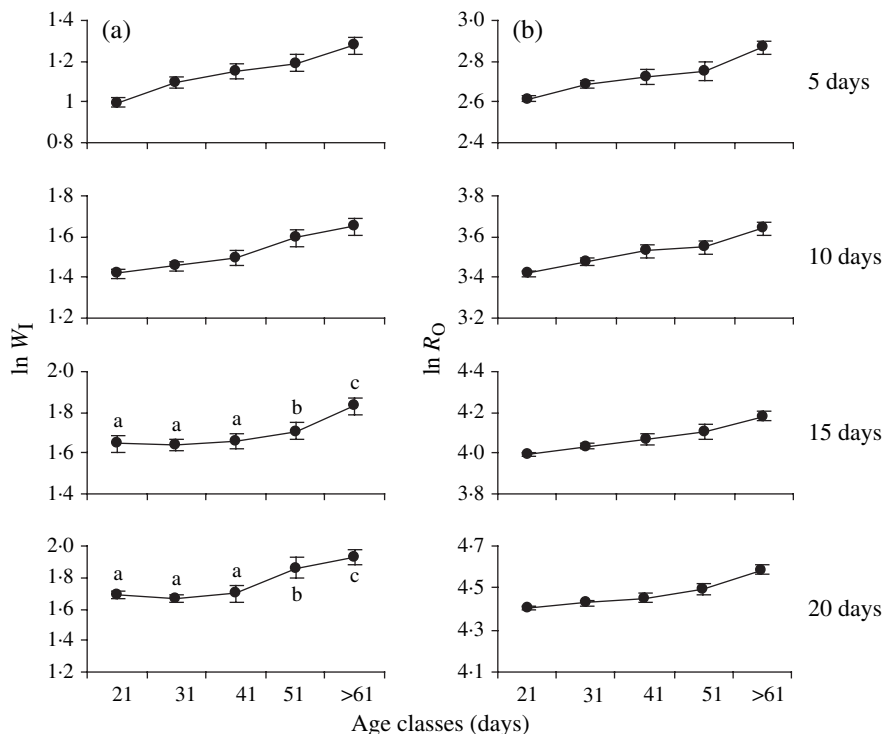 (a)
1·4
1·2
1
0·8
(b)
3·0
2·8
2·6
2·4
5 days
1·8
1·6
1·4
1·2
3·8
3·6
3·4
3·2
10 days
ln W_I
ln R_O
2·0
1·8
1·6
1·4
a a a b c
4·4
4·2
4·0
3·8
15 days
2·0
1·8
1·6
1·4
1·2
a a a b c
4·7
4·5
4·3
4·1
20 days
21 31 41 51 >61
21 31 41 51 >61
Age classes (days)